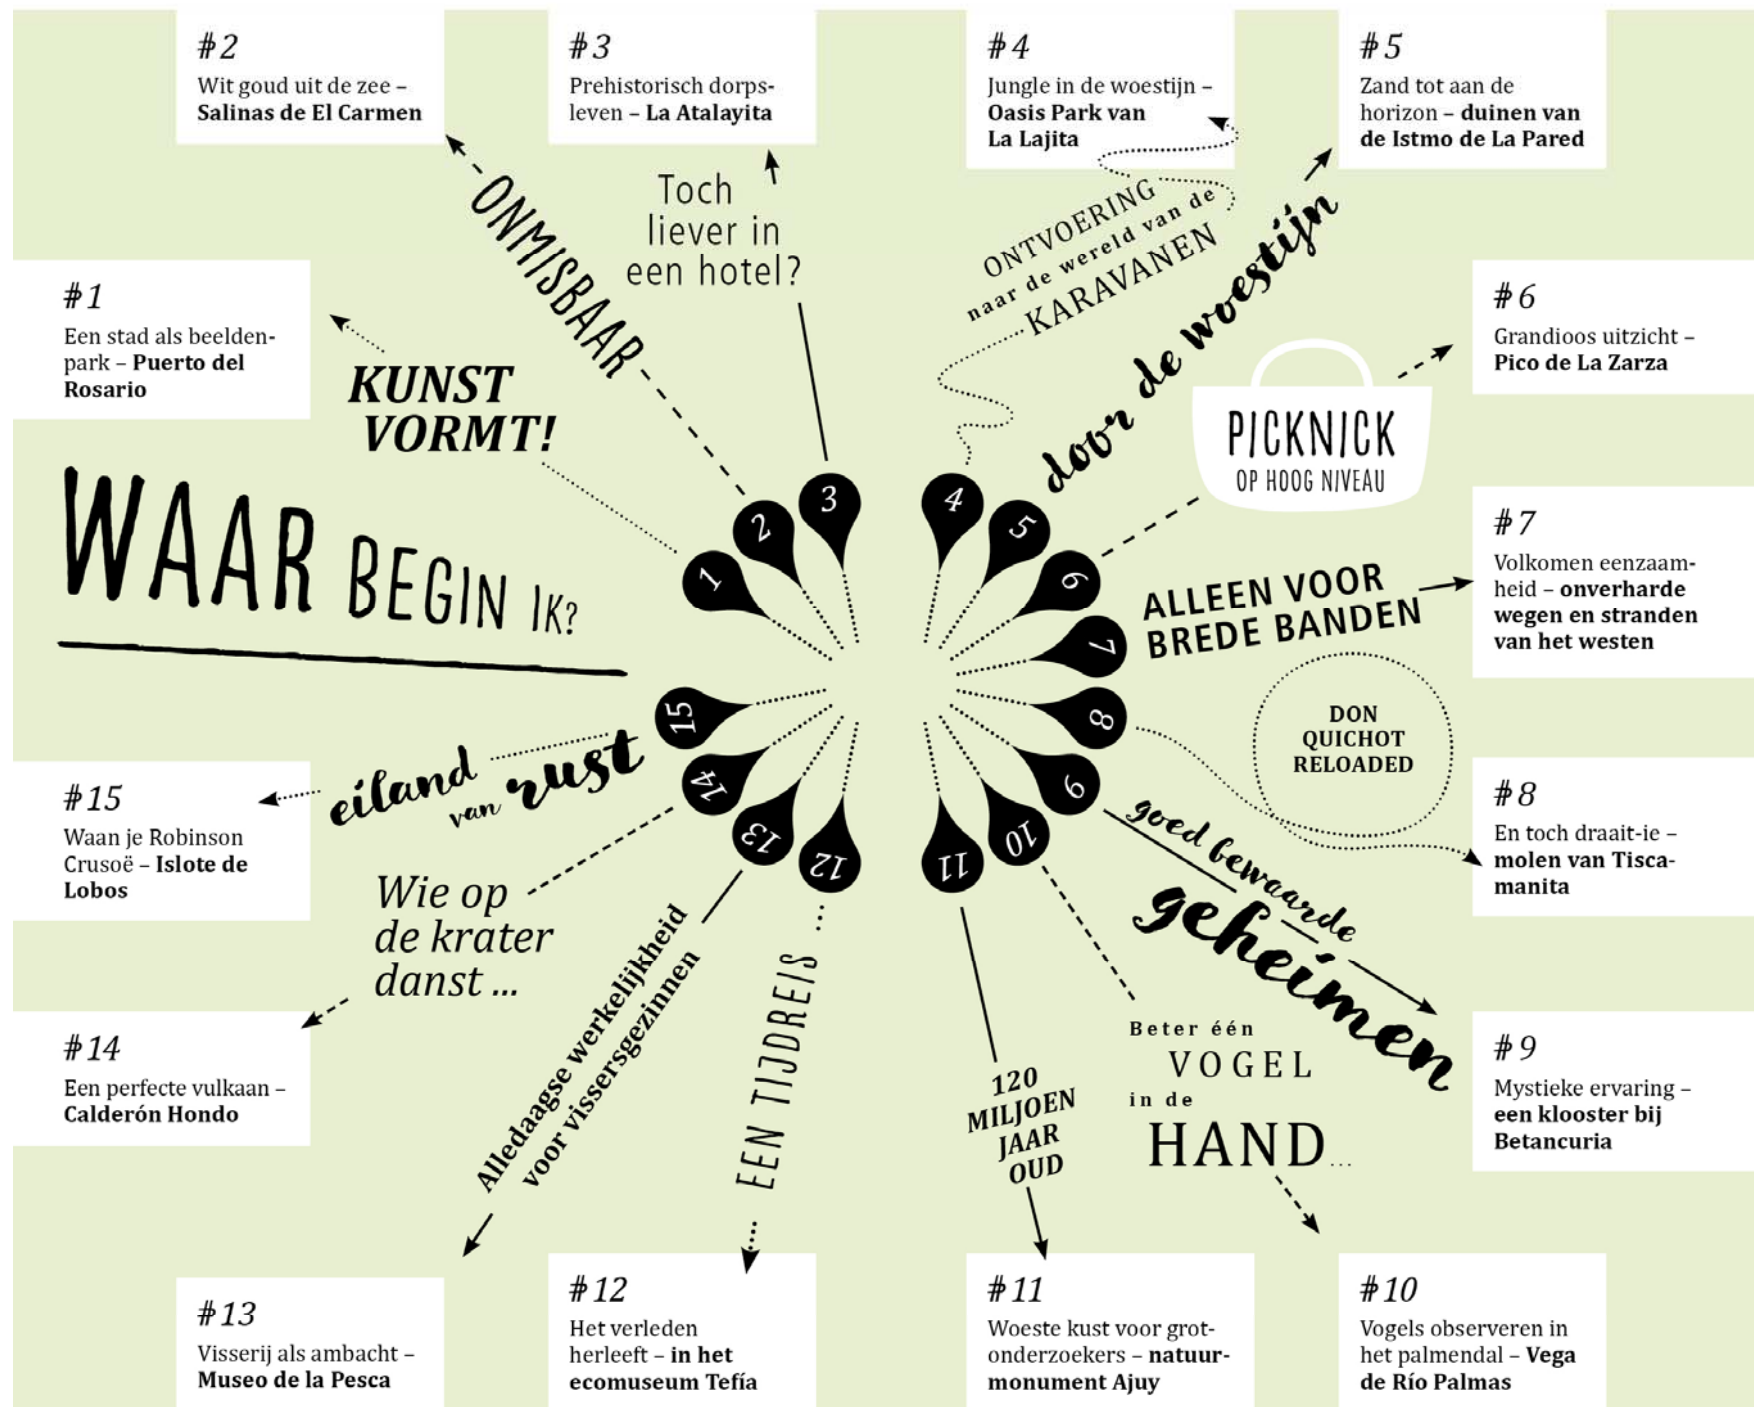 #2
Wit goud uit de zee –
Salinas de El Carmen
#3
Prehistorisch dorps-
leven – La Atalayita
#4
Jungle in de woestijn –
Oasis Park van
La Lajita
#5
Zand tot aan de
horizon – duinen van
de Istmo de La Pared
ONMISBAAR
Toch
liever in
een hotel?
ONTVOERING
naar de wereld van de
KARAVANEN
door de woestijn
#1
Een stad als beelden-
park – Puerto del
Rosario
KUNST
VORMT!
#6
Grandioos uitzicht –
Pico de La Zarza
PICKNICK
OP HOOG NIVEAU
WAAR BEGIN IK?
1
2
3
4
5
6
7
8
9
10
11
12
13
14
15
ALLEEN VOOR
BREDE BANDEN
#7
Volkomen eenzaam-
heid – onverharde
wegen en stranden
van het westen
DON
QUICHOT
RELOADED
#8
En toch draait-ie –
molen van Tisca-
manita
eiland
van rust
#15
Waan je Robinson
Crusoë – Islote de
Lobos
goed bewaarde
geheimen
Wie op
de krater
danst ...
#14
Een perfecte vulkaan –
Calderón Hondo
Alledaagse werkelijkheid
voor vissersgezinnen
EEN TIJDREIS
120
MILJOEN
JAAR
OUD
Beter één
VOGEL
in de
HAND...
#9
Mystieke ervaring –
een klooster bij
Betancuria
#13
Visserij als ambacht –
Museo de la Pesca
#12
Het verleden
herleeft – in het
ecomuseum Tefía
#11
Woeste kust voor grot-
onderzoekers – natuur-
monument Ajuy
#10
Vogels observeren in
het palmendal – Vega
de Río Palmas